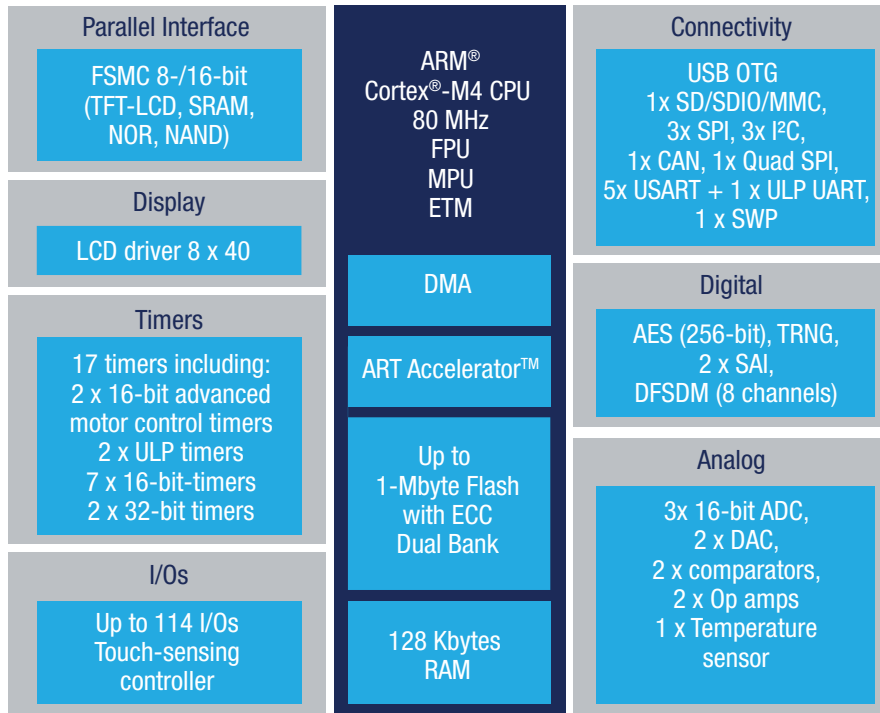 Parallel Interface
FSMC 8-/16-bit
(TFT-LCD, SRAM,
NOR, NAND)
Display
LCD driver 8 x 40
Timers
17 timers including:
2 x 16-bit advanced
motor control timers
2 x ULP timers
7 x 16-bit-timers
2 x 32-bit timers
I/Os
Up to 114 I/Os
Touch-sensing
controller
ARM®
Cortex®-M4 CPU
80 MHz
FPU
MPU
ETM
DMA
ART Accelerator™
Up to
1-Mbyte Flash
with ECC
Dual Bank
128 Kbytes
RAM
Connectivity
USB OTG
1x SD/SDIO/MMC,
3x SPI, 3x I²C,
1x CAN, 1x Quad SPI,
5x USART + 1 x ULP UART,
1 x SWP
Digital
AES (256-bit), TRNG,
2 x SAI,
DFSDM (8 channels)
Analog
3x 16-bit ADC,
2 x DAC,
2 x comparators,
2 x Op amps
1 x Temperature
sensor